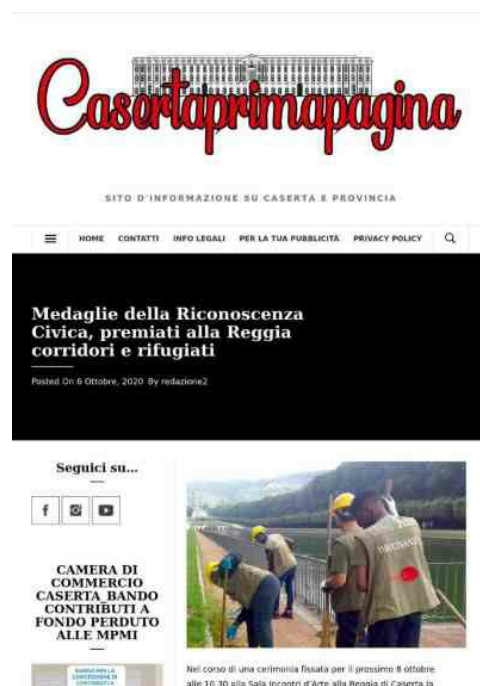 Casertaprimapagina
SITO D'INFORMAZIONE SU CASERTA E PROVINCIA
HOME CONTATTI INFO LEGALI PER LA TUA PUBBLICITÀ PRIVACY POLICY
Medaglie della Riconoscenza
Civica, premiati alla Reggia
corridori e rifugiati
Posted On 6 Ottobre, 2020 By redazione2
Seguici su...
CAMERA DI
COMMERCIO
CASERTA_BANDO
CONTRIBUTI A
FONDO PERDUTO
ALLE MPMI
Nel corso di una cerimonia fissata per il prossimo 8 ottobre
alle 10.30 alla Sala Incontri d'Arte alla Reggia di Caserta la